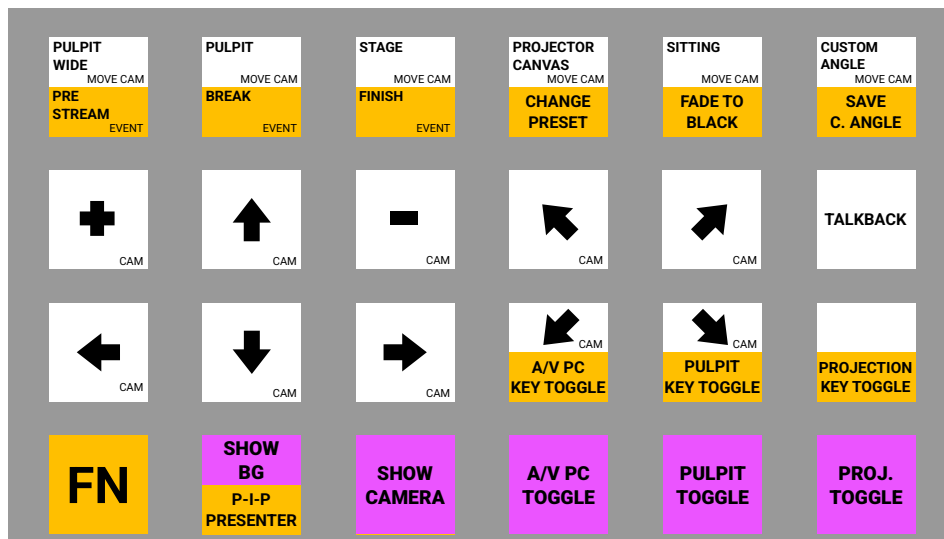 PULPIT
WIDE
MOVE CAM
PRE
STREAM
EVENT
PULPIT
MOVE CAM
BREAK
EVENT
STAGE
MOVE CAM
FINISH
EVENT
PROJECTOR
CANVAS
MOVE CAM
CHANGE
PRESET
SITTING
MOVE CAM
FADE TO
BLACK
CUSTOM
ANGLE
MOVE CAM
SAVE
C. ANGLE
CAM
CAM
CAM
CAM
CAM
TALKBACK
CAM
CAM
CAM
CAM
A/V PC
KEY TOGGLE
CAM
PULPIT
KEY TOGGLE
PROJECTION
KEY TOGGLE
FN
SHOW
BG
P-I-P
PRESENTER
SHOW
CAMERA
A/V PC
TOGGLE
PULPIT
TOGGLE
PROJ.
TOGGLE